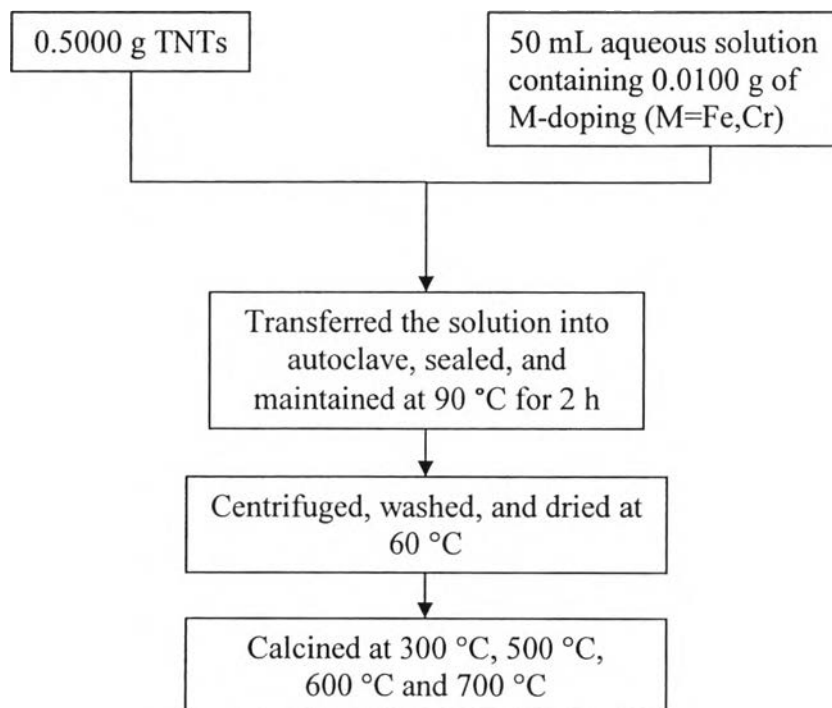 0.5000 g TNTs
50 mL aqueous solution
containing 0.0100 g of
M-doping (M=Fe,Cr)
Transferred the solution into
autoclave, sealed, and
maintained at 90 °C for 2 h
Centrifuged, washed, and dried at
60 °C
Calcined at 300 °C, 500 °C,
600 °C and 700 °C